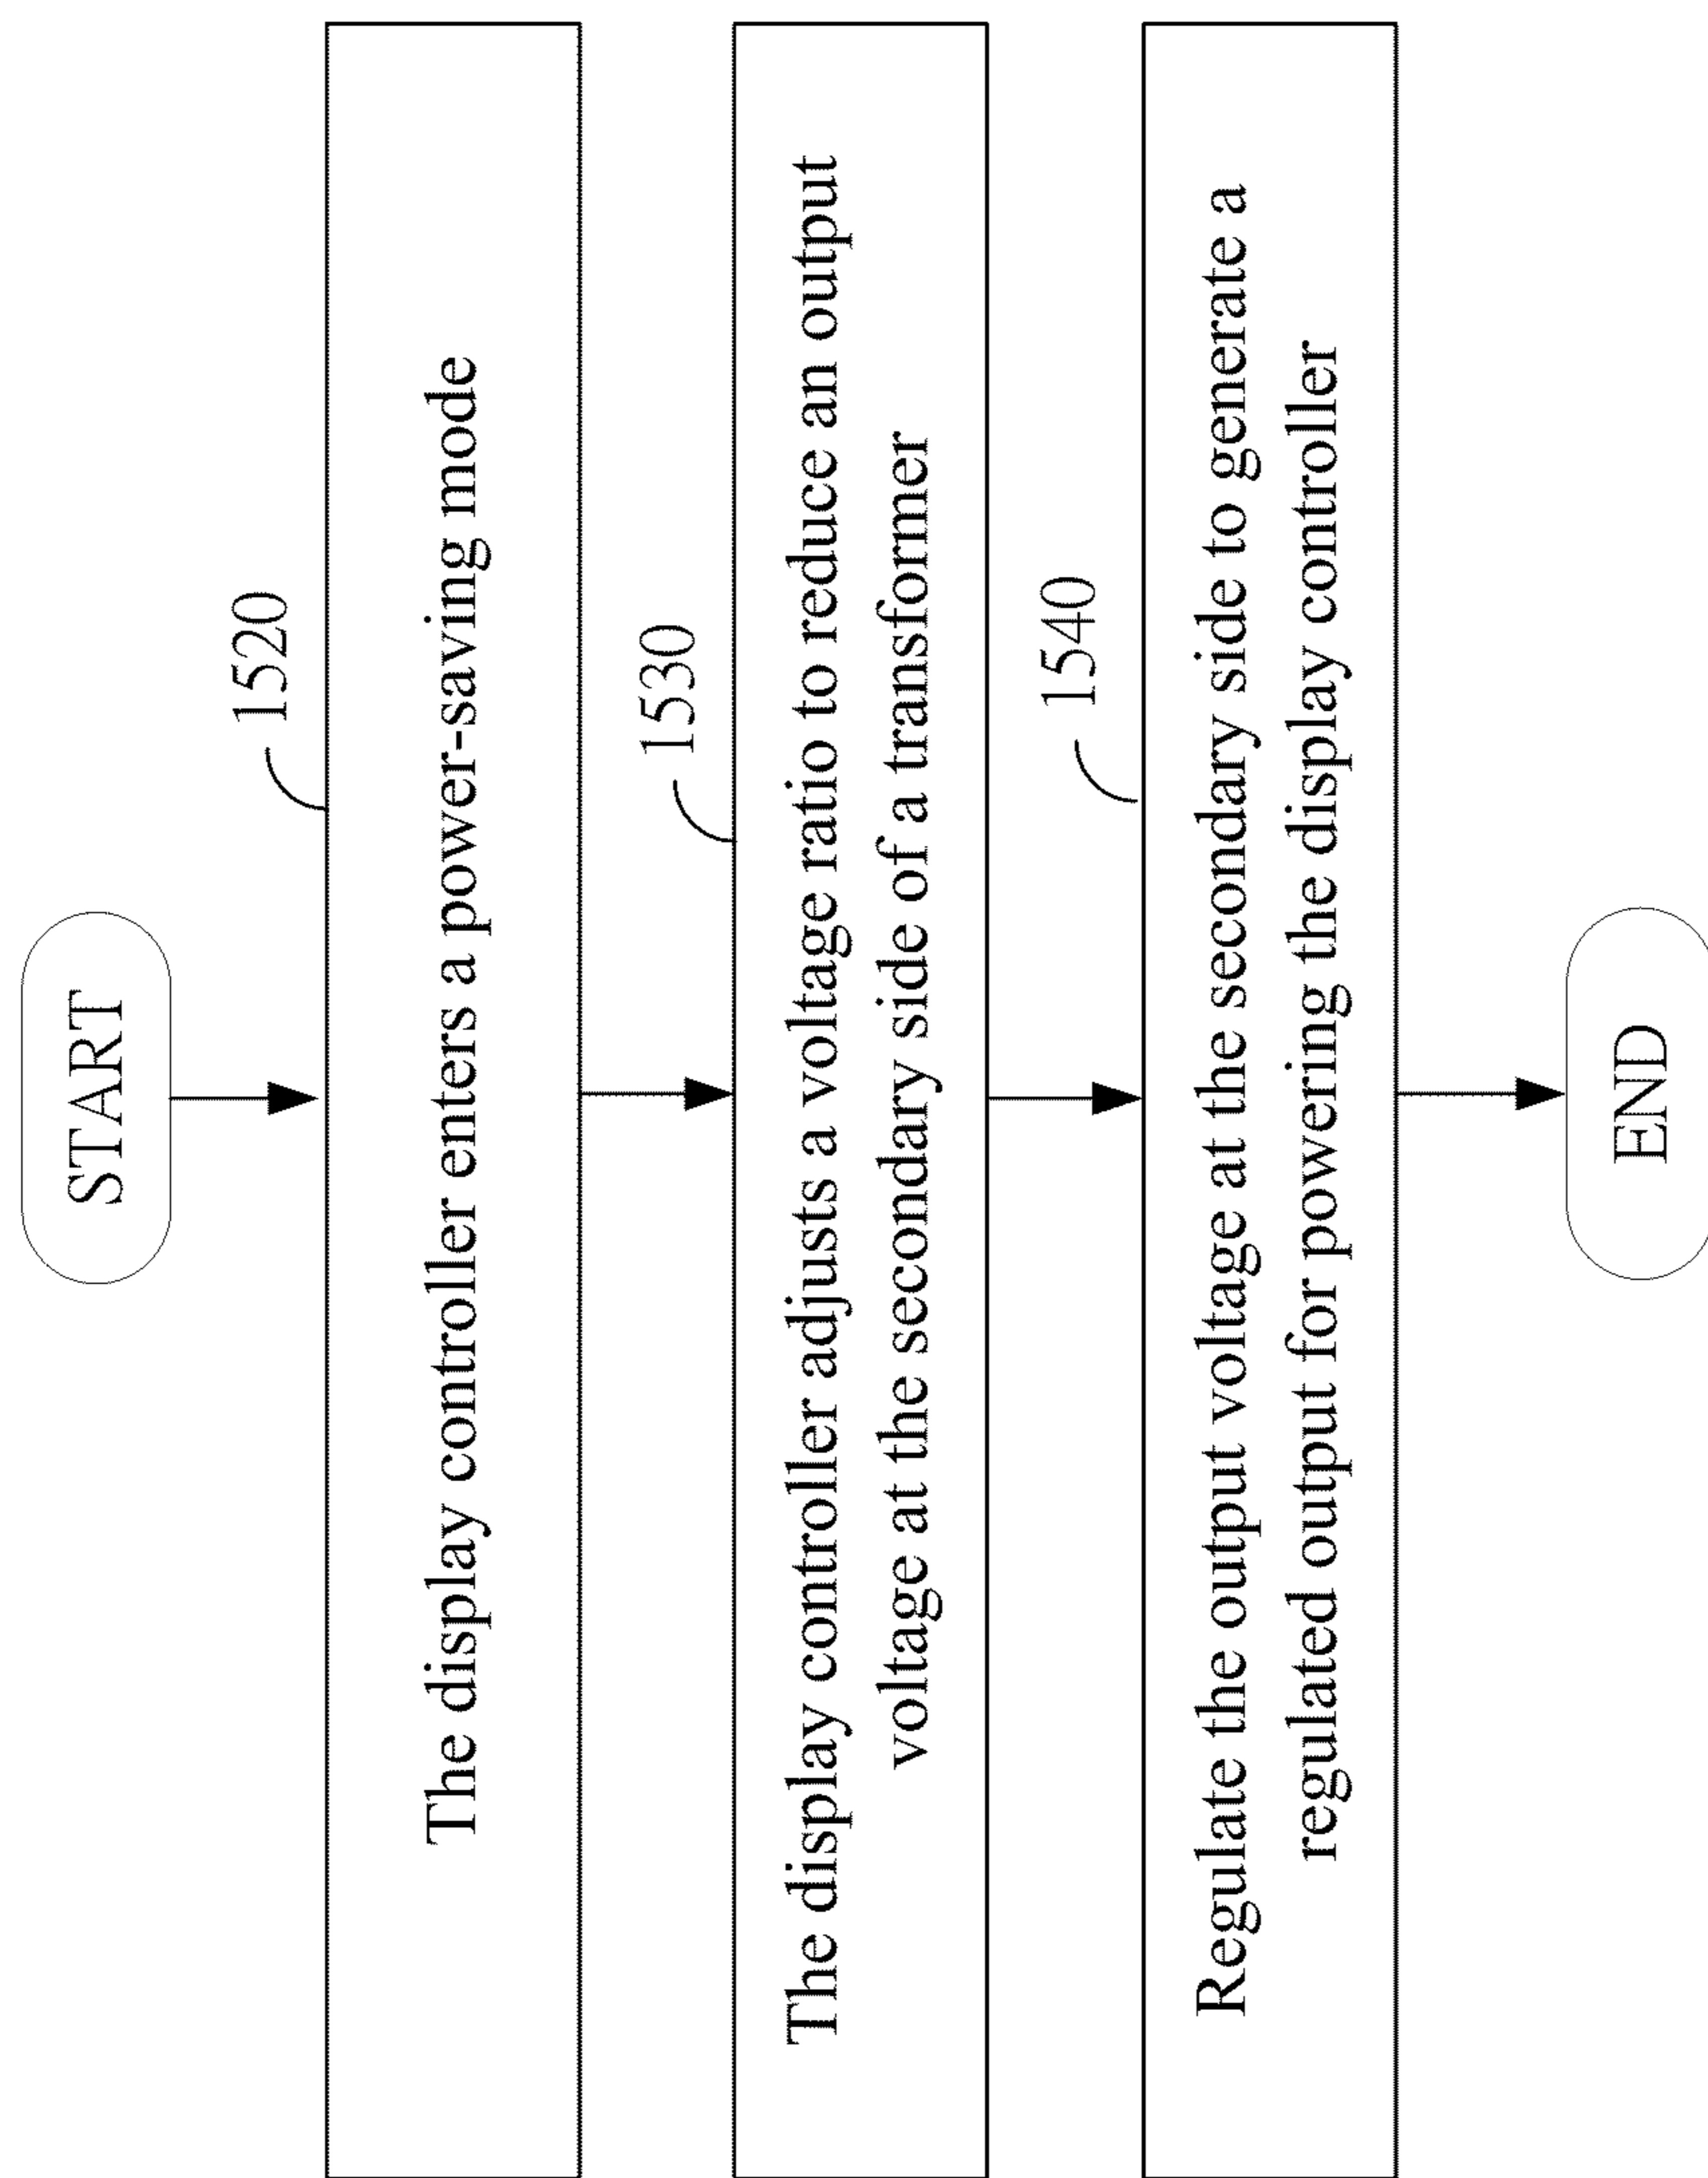 START
1520
The display controller enters a power-saving mode
1530
The display controller adjusts a voltage ratio to reduce an output
voltage at the secondary side of a transformer
1540
Regulate the output voltage at the secondary side to generate a
regulated output for powering the display controller
END